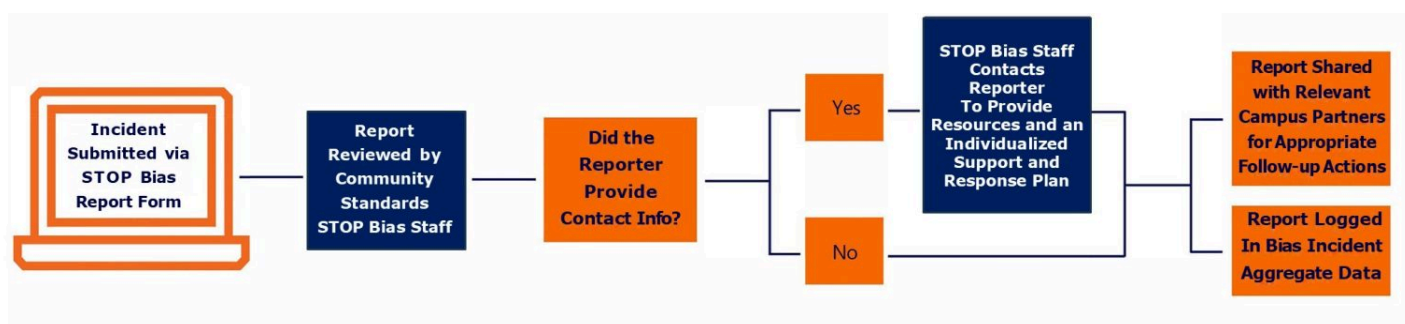 Incident
Submitted via
STOP Bias
Report Form
Report
Reviewed by
Community
Standards
STOP Bias Staff
Did the
Reporter
Provide
Contact Info?
Yes
STOP Bias Staff
Contacts
Reporter
To Provide
Resources and an
Individualized
Support and
Response Plan
No
Report Shared
with Relevant
Campus Partners
for Appropriate
Follow-up Actions
Report Logged
In Bias Incident
Aggregate Data